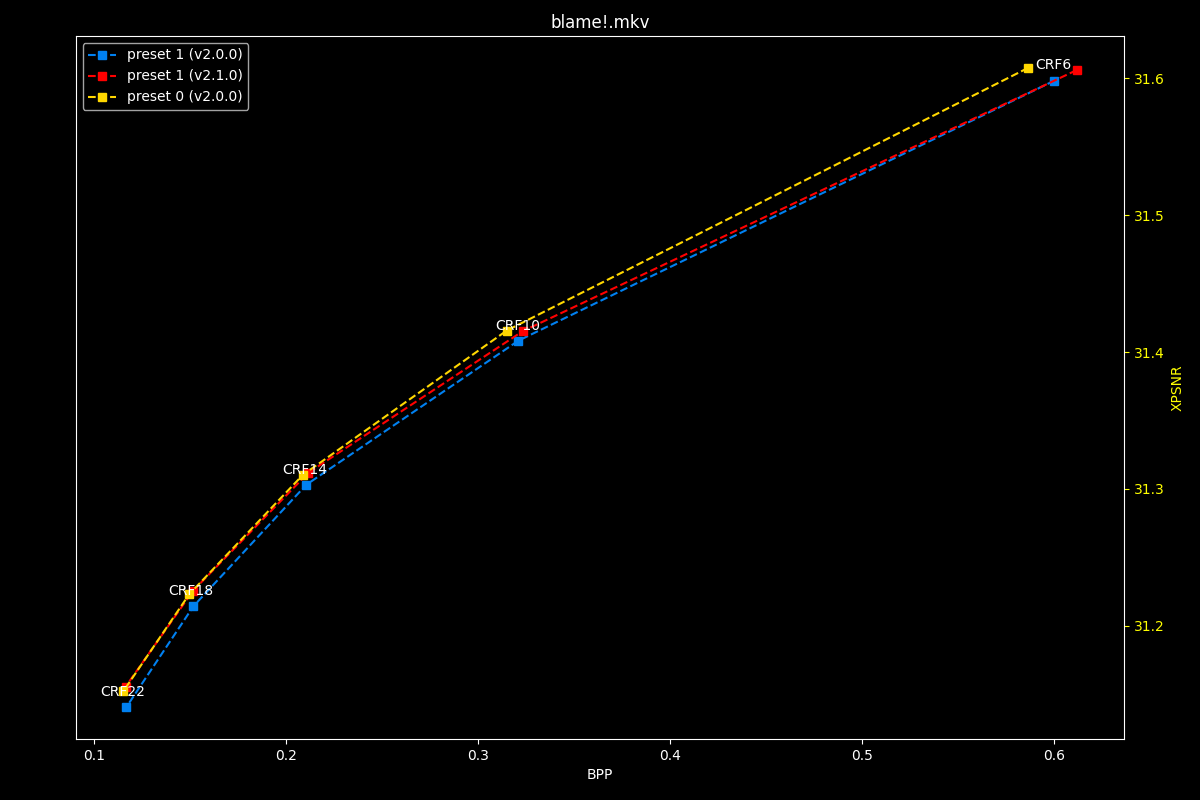 blame!.mkv
preset 1 (v2.0.0)
preset 1 (v2.1.0)
preset 0 (v2.0.0)
CRF6
31.6
31.5
CRF10
31.4
XPSNR
CRF14
31.3
CRF18
31.2
CRF22
0.1 0.2 0.3 0.4 0.5 0.6
BPP